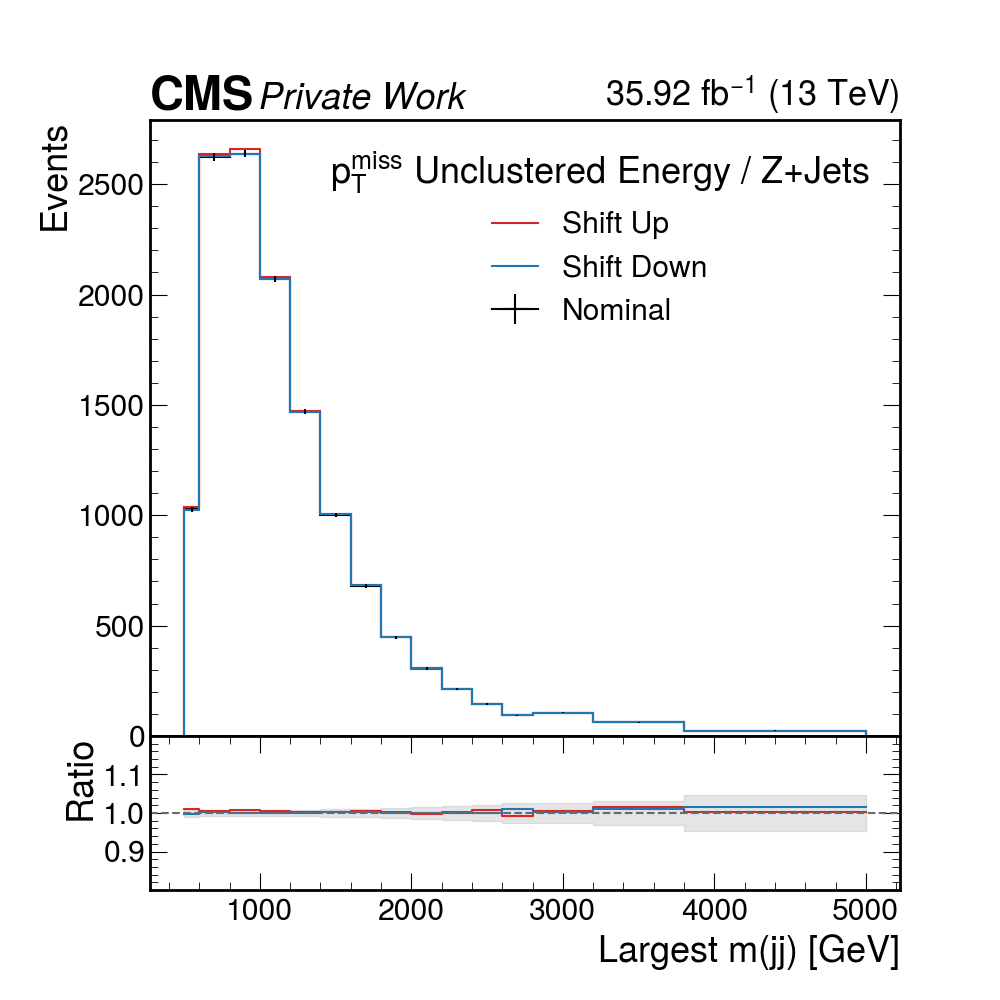 CMS Private Work 35.92 fb⁻¹ (13 TeV)
Events
p_T^miss Unclustered Energy / Z+Jets
Shift Up
Shift Down
Nominal
2500
2000
1500
1000
500
0
Ratio
1.1
1.0
0.9
1000 2000 3000 4000 5000
Largest m(jj) [GeV]